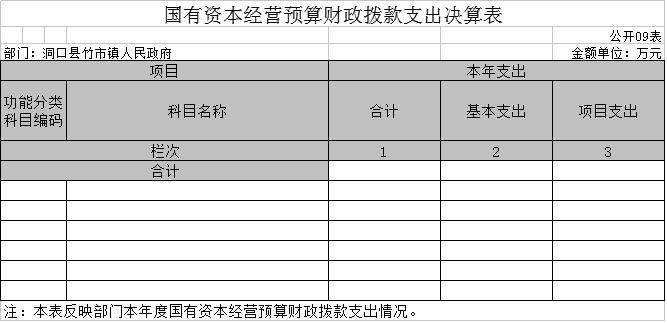 国有资本经营预算财政拨款支出决算表
公开09表
部门：洞口县竹市镇人民政府 金额单位：万元
项目 本年支出
功能分类科目编码 科目名称 合计 基本支出 项目支出
栏次 1 2 3
合计
注：本表反映部门本年度国有资本经营预算财政拨款支出情况。